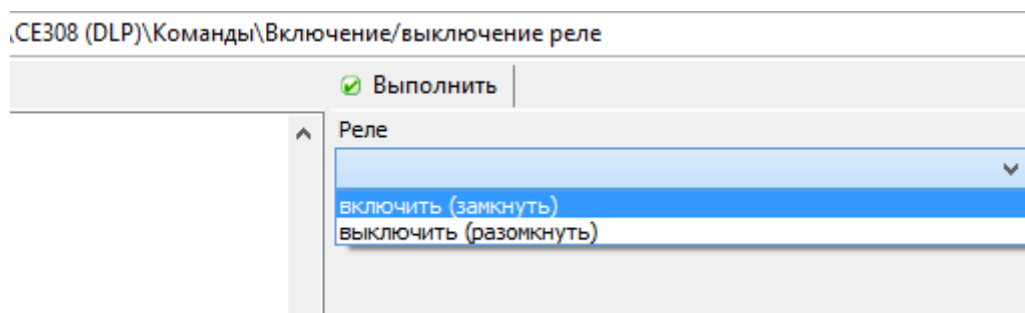 \CE308 (DLP)\Команды\Включение/выключение реле
Выполнить
Реле
включить (замкнуть)
выключить (разомкнуть)